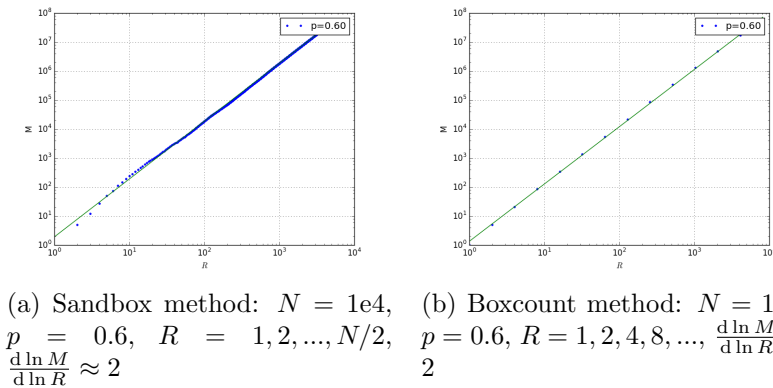 10^8
10^7
10^6
10^5
10^4
10^3
10^2
10^1
10^0
M
10^0 10^1 10^2 10^3 10^4
R
p=0.60
10^8
10^7
10^6
10^5
10^4
10^3
10^2
10^1
10^0
M
10^0 10^1 10^2 10^3 10^4
R
p=0.60
(a) Sandbox method: N = 1e4,
p = 0.6, R = 1, 2, ..., N/2,
d ln M / d ln R ≈ 2
(b) Boxcount method: N = 1
p = 0.6, R = 1, 2, 4, 8, ..., d ln M / d ln R
2